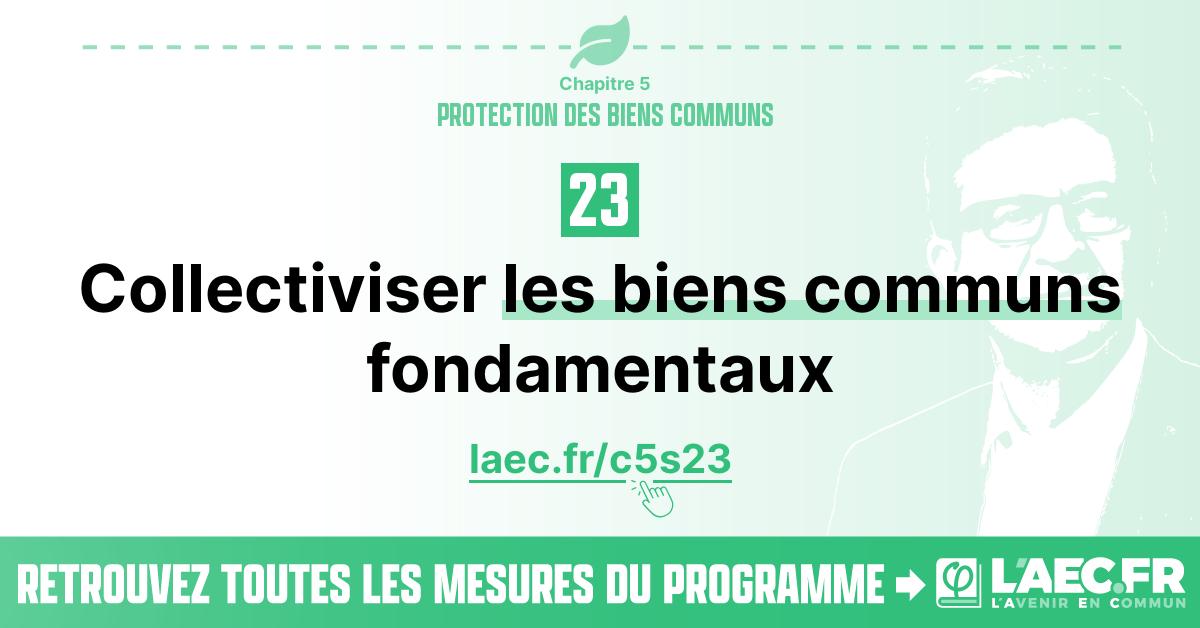 Chapitre 5
PROTECTION DES BIENS COMMUNS
23
Collectiviser les biens communs
fondamentaux
laec.fr/c5s23
RETROUVEZ TOUTES LES MESURES DU PROGRAMME
φ L'AEC.FR
L'AVENIR EN COMMUN